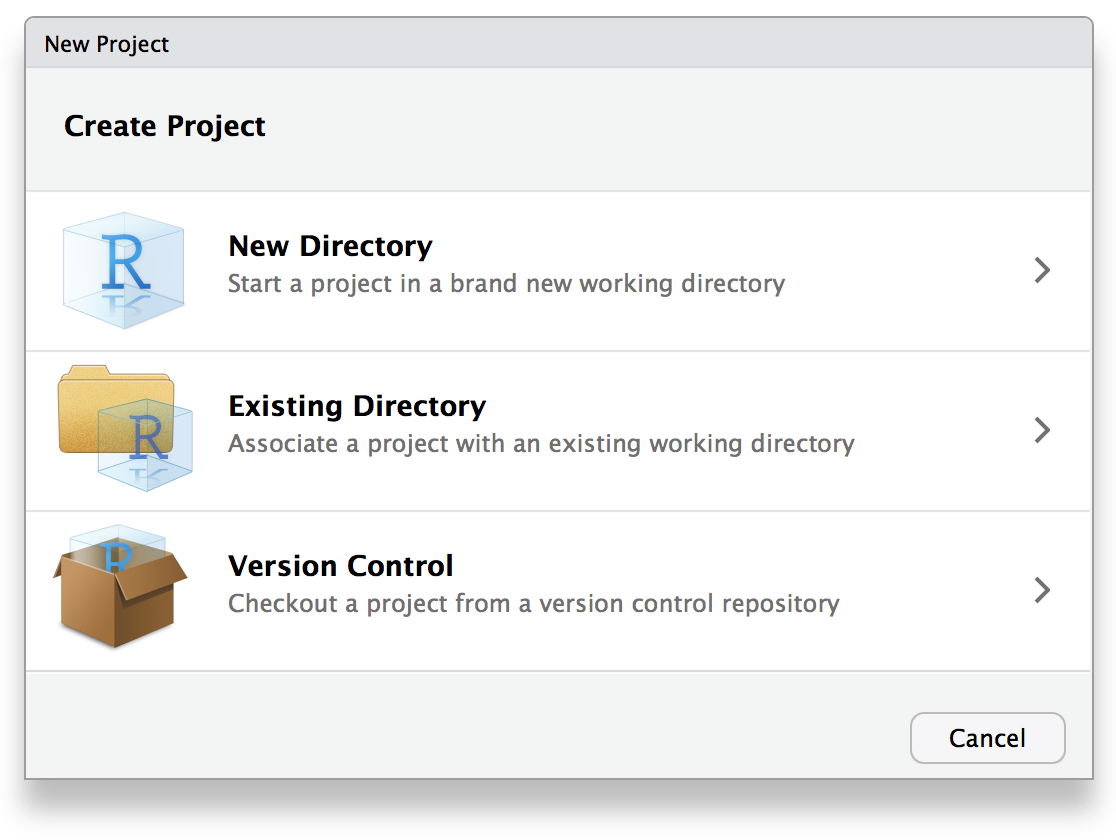 New Project
Create Project
R
New Directory
Start a project in a brand new working directory
R
Existing Directory
Associate a project with an existing working directory
R
Version Control
Checkout a project from a version control repository
Cancel